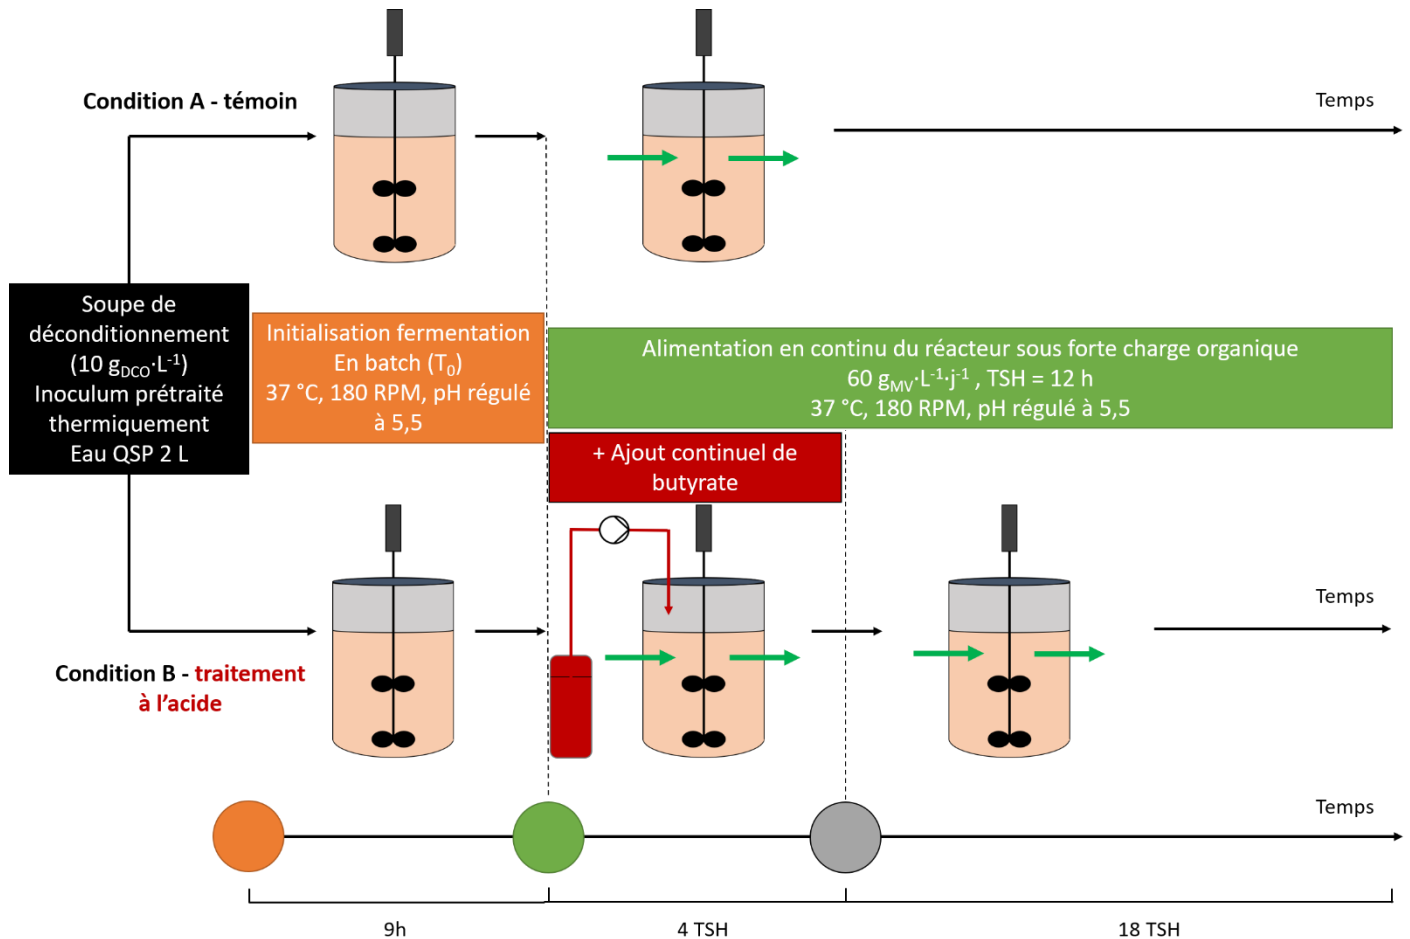 Condition A - témoin
Temps
Soupe de
déconditionnement
(10 g_DCO·L⁻¹)
Inoculum prétraité
thermiquement
Eau QSP 2 L
Initialisation fermentation
En batch (T₀)
37 °C, 180 RPM, pH régulé
à 5,5
Alimentation en continu du réacteur sous forte charge organique
60 g_MV·L⁻¹·j⁻¹ , TSH = 12 h
37 °C, 180 RPM, pH régulé à 5,5
+ Ajout continuel de
butyrate
Temps
Condition B - traitement
à l'acide
Temps
9h
4 TSH
18 TSH